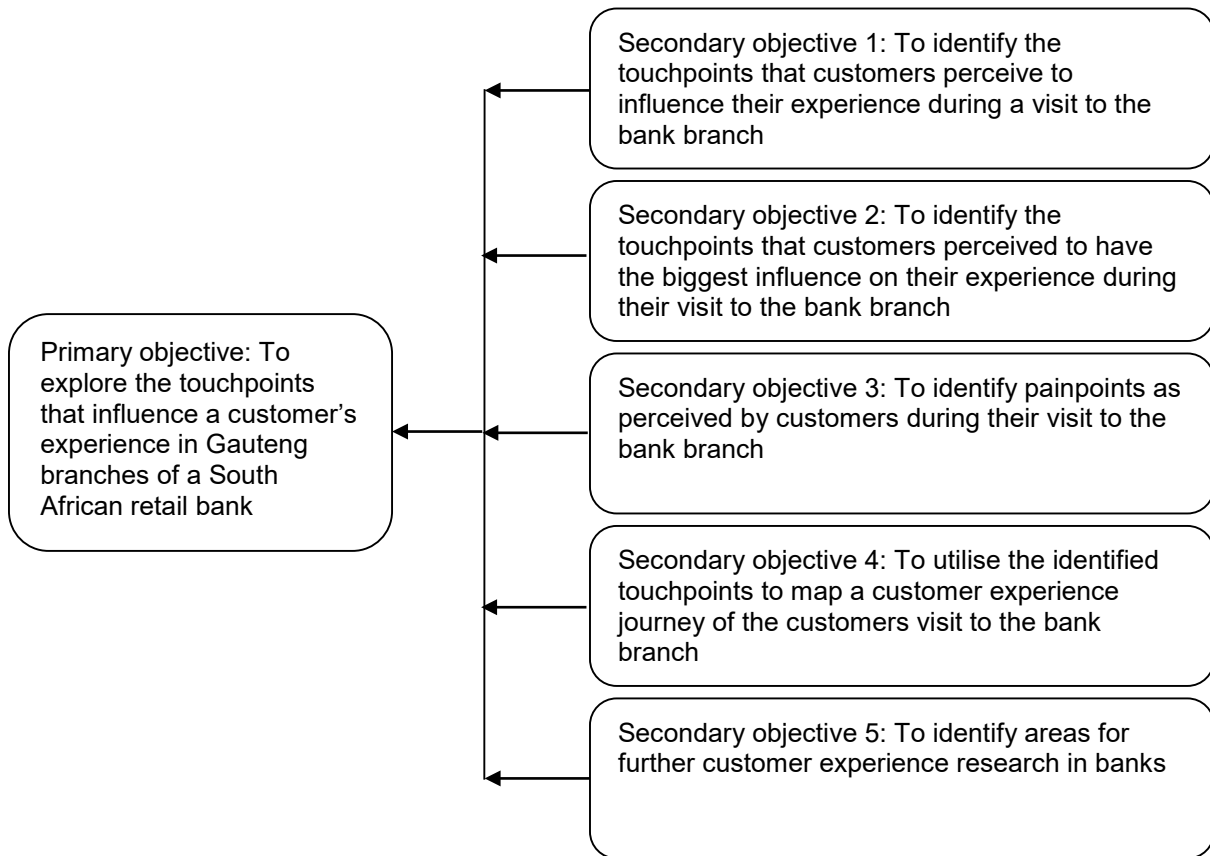 Secondary objective 1: To identify the
touchpoints that customers perceive to
influence their experience during a visit to the
bank branch
Secondary objective 2: To identify the
touchpoints that customers perceived to have
the biggest influence on their experience during
their visit to the bank branch
Primary objective: To
explore the touchpoints
that influence a customer’s
experience in Gauteng
branches of a South
African retail bank
Secondary objective 3: To identify painpoints as
perceived by customers during their visit to the
bank branch
Secondary objective 4: To utilise the identified
touchpoints to map a customer experience
journey of the customers visit to the bank
branch
Secondary objective 5: To identify areas for
further customer experience research in banks